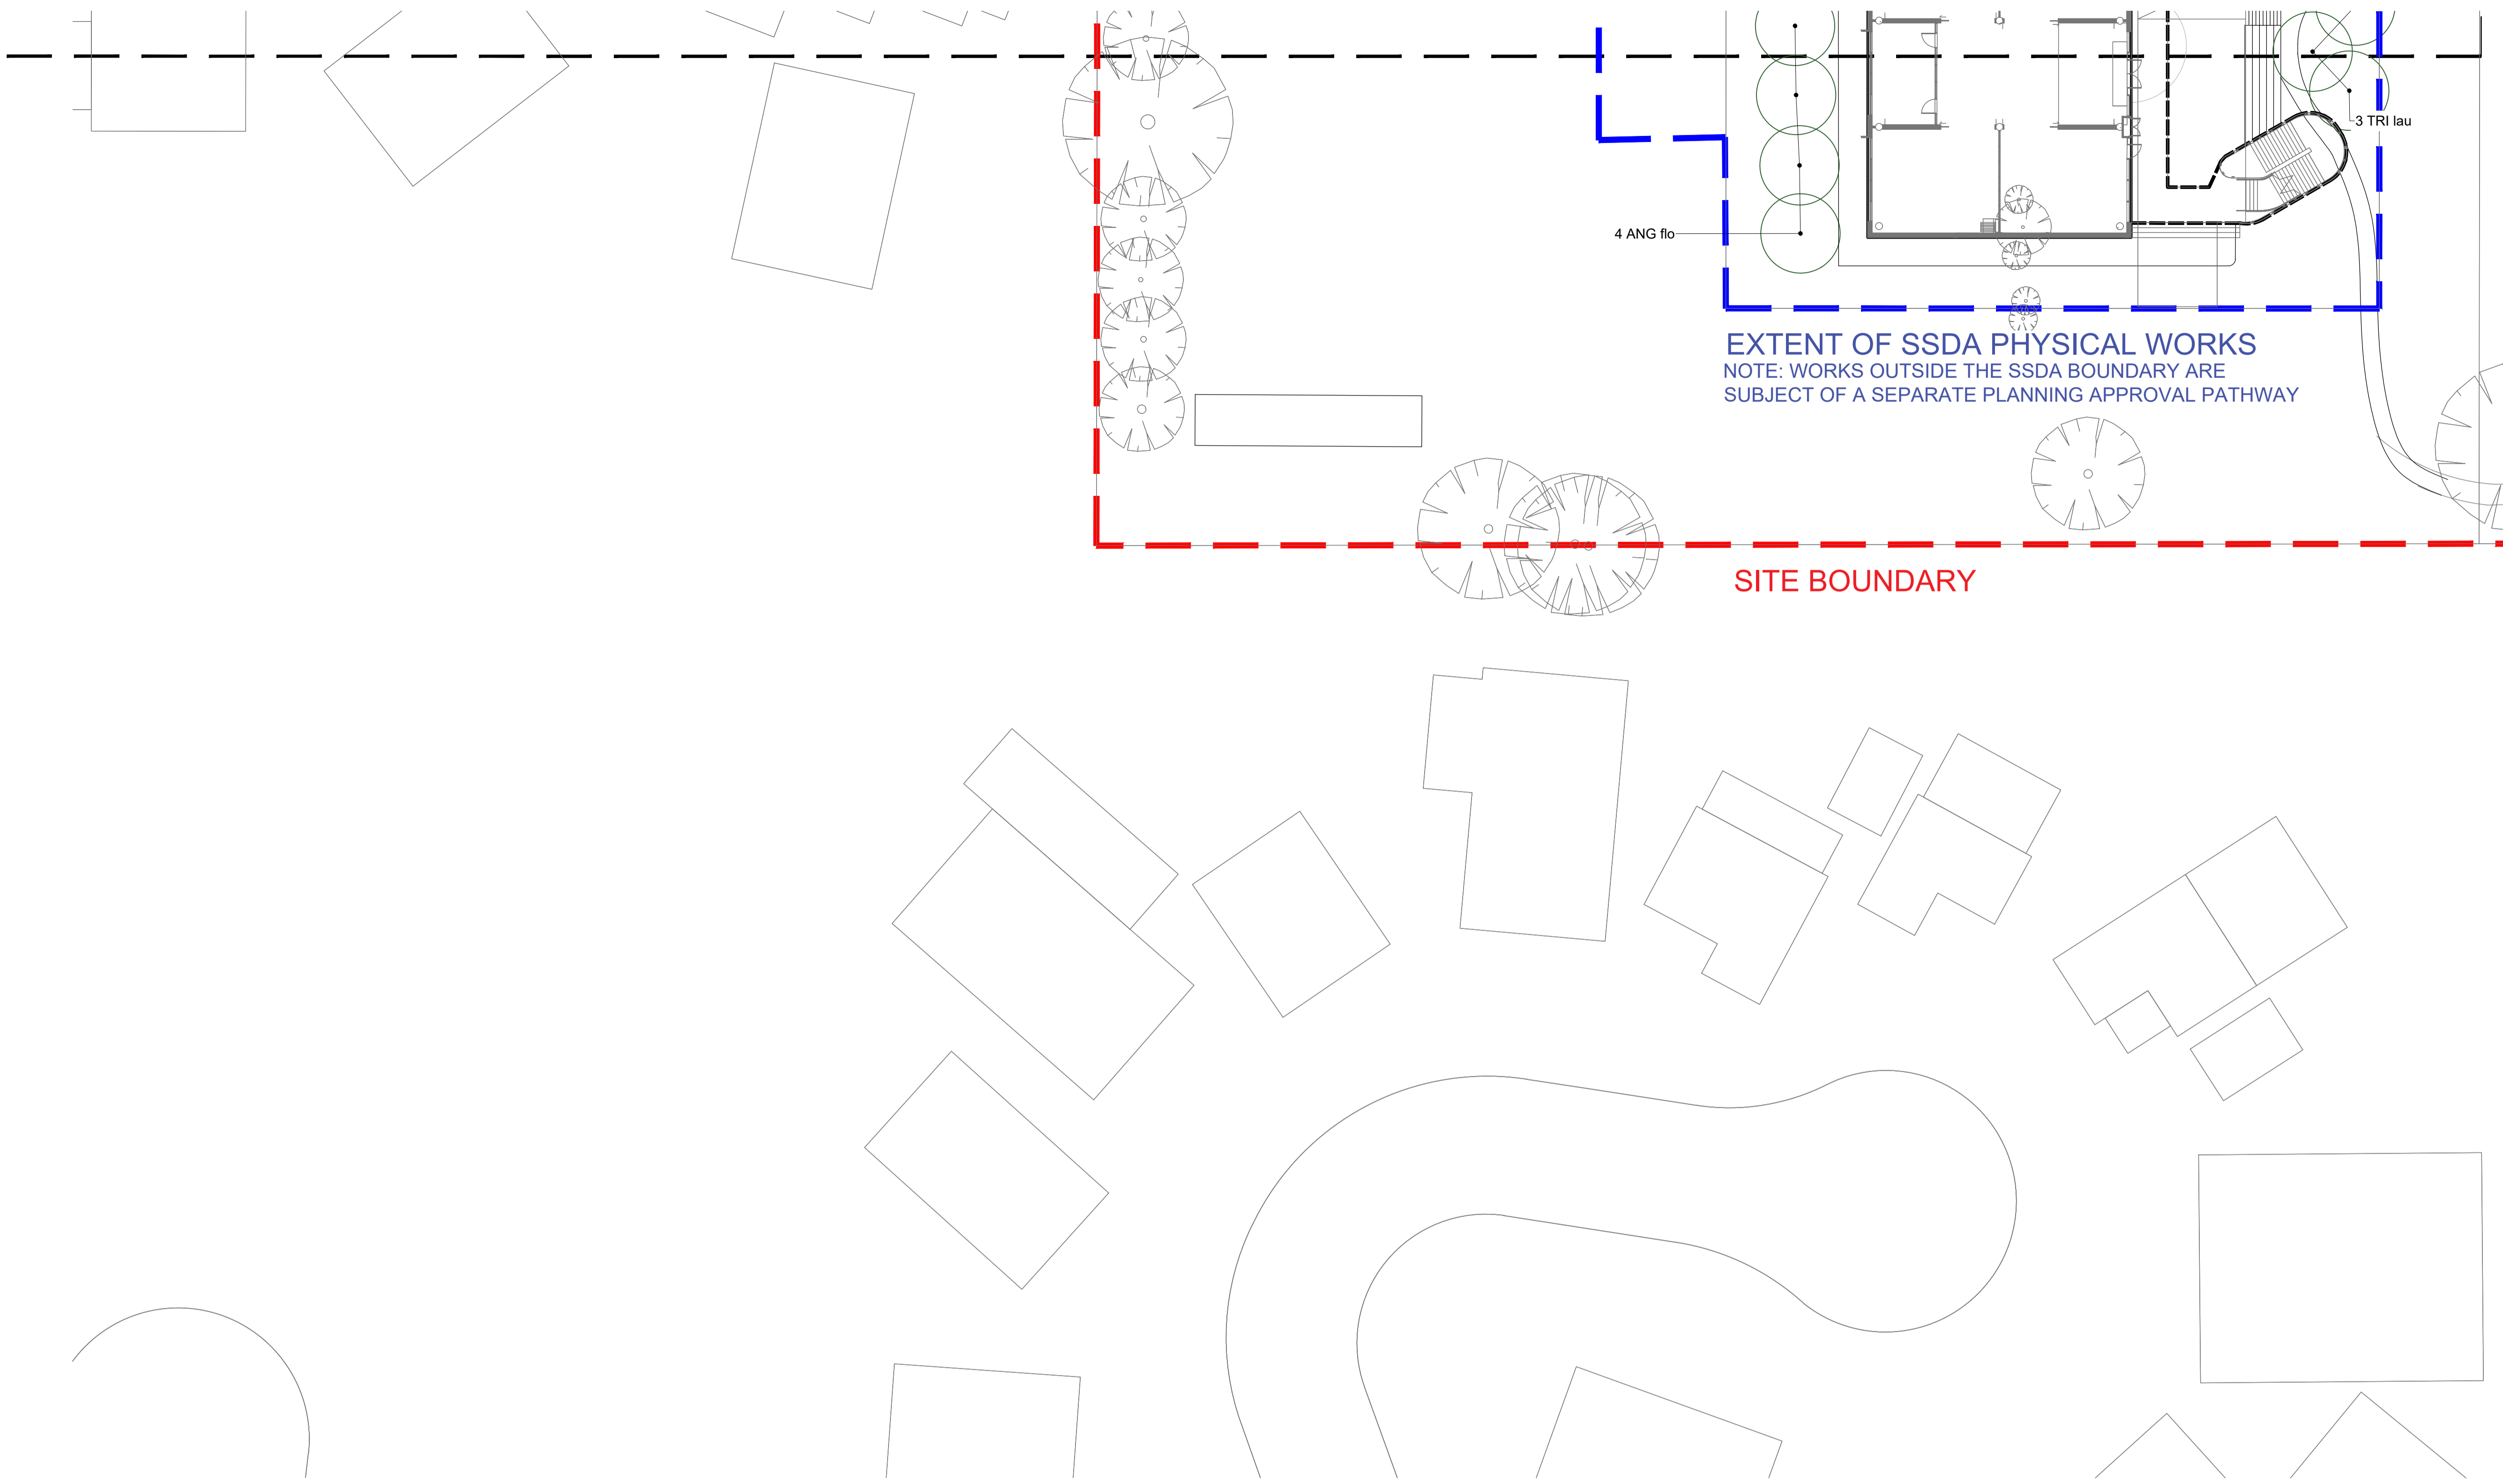 3 TRI lau
4 ANG flo
EXTENT OF SSDA PHYSICAL WORKS
NOTE: WORKS OUTSIDE THE SSDA BOUNDARY ARE
SUBJECT OF A SEPARATE PLANNING APPROVAL PATHWAY
SITE BOUNDARY